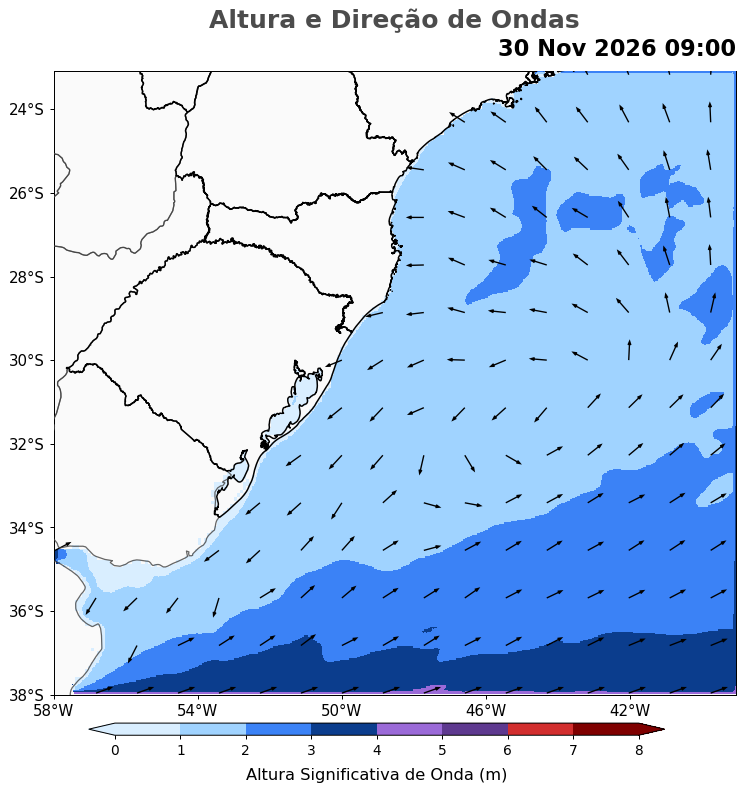 Altura e Direção de Ondas
30 Nov 2026 09:00
24°S
26°S
28°S
30°S
32°S
34°S
36°S
38°S
58°W 54°W 50°W 46°W 42°W
0 1 2 3 4 5 6 7 8
Altura Significativa de Onda (m)